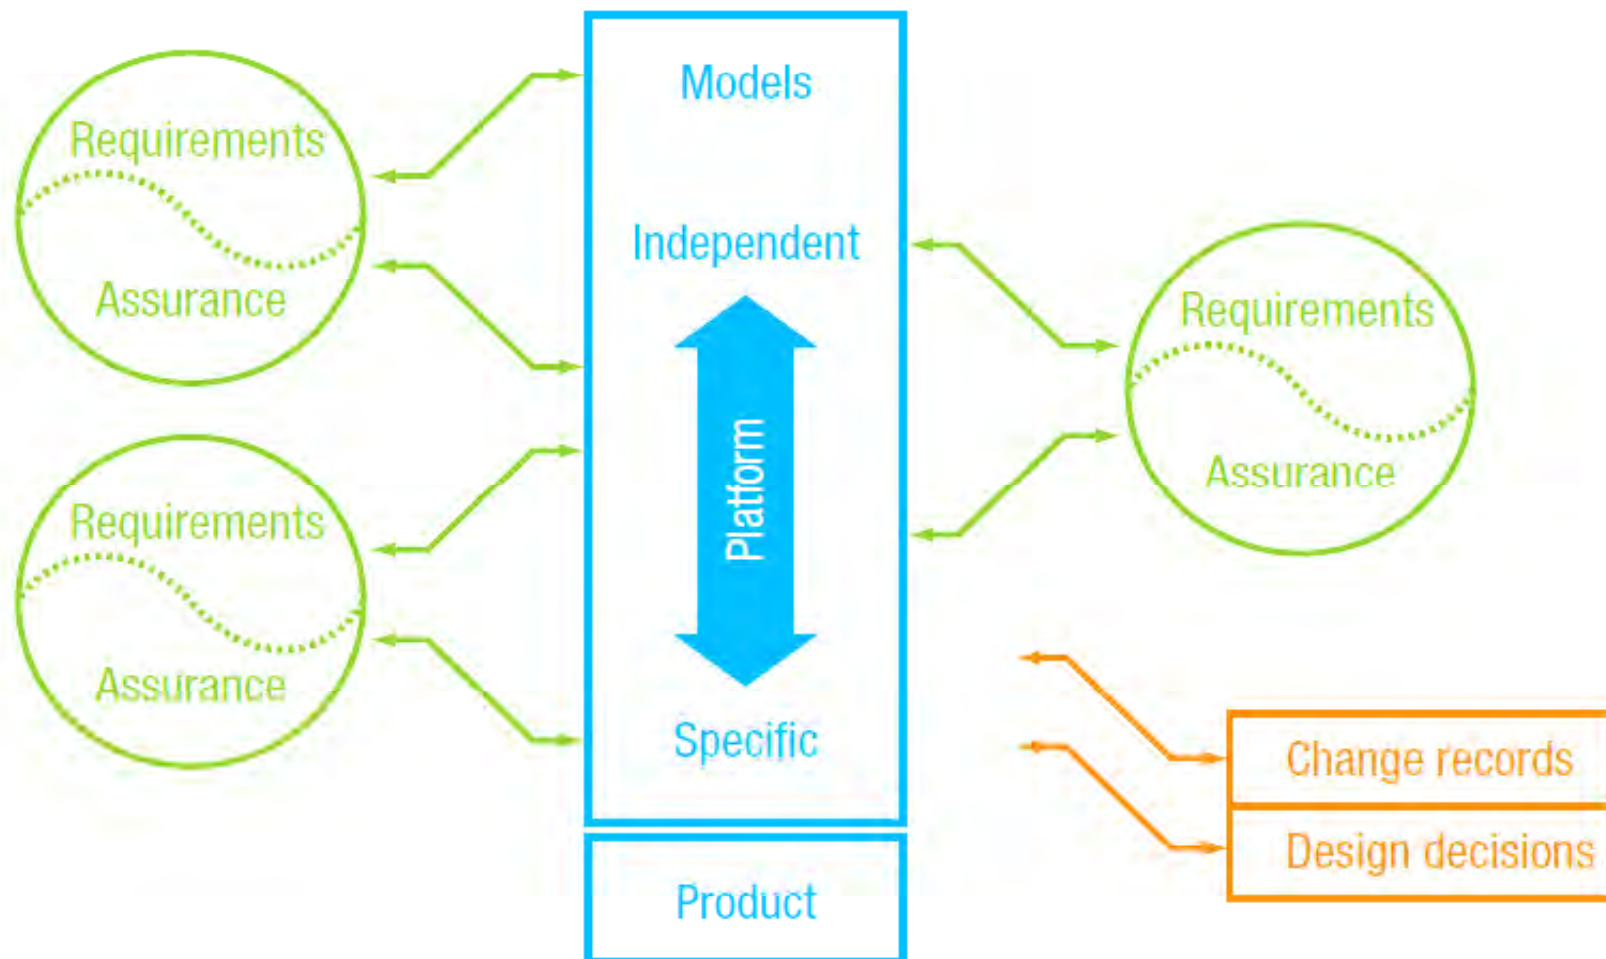 Models
Requirements
Assurance
Independent
Platform
Specific
Requirements
Assurance
Requirements
Assurance
Change records
Design decisions
Product